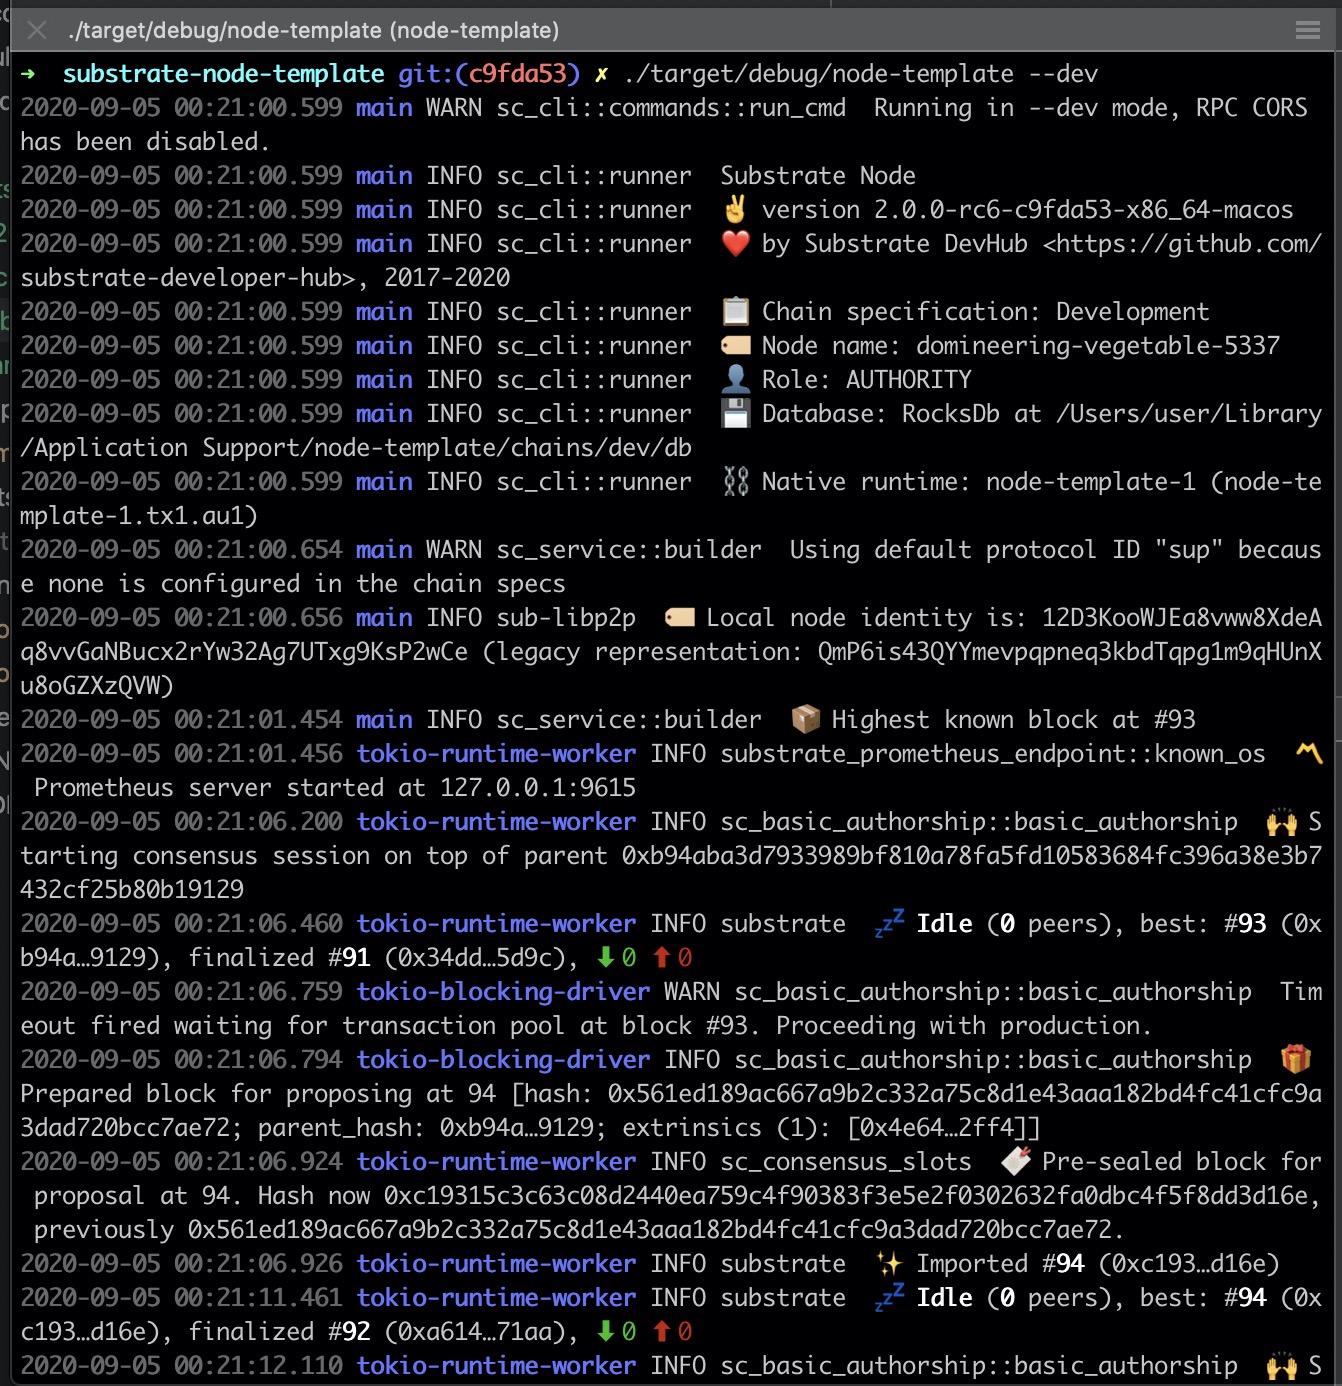 ./target/debug/node-template (node-template)
➜ substrate-node-template git:(c9fda53) ✗ ./target/debug/node-template --dev
2020-09-05 00:21:00.599 main WARN sc_cli::commands::run_cmd  Running in --dev mode, RPC CORS
has been disabled.
2020-09-05 00:21:00.599 main INFO sc_cli::runner  Substrate Node
2020-09-05 00:21:00.599 main INFO sc_cli::runner  ✌️ version 2.0.0-rc6-c9fda53-x86_64-macos
2020-09-05 00:21:00.599 main INFO sc_cli::runner  ❤️ by Substrate DevHub <https://github.com/
substrate-developer-hub>, 2017-2020
2020-09-05 00:21:00.599 main INFO sc_cli::runner  📋 Chain specification: Development
2020-09-05 00:21:00.599 main INFO sc_cli::runner  🏷 Node name: domineering-vegetable-5337
2020-09-05 00:21:00.599 main INFO sc_cli::runner  👤 Role: AUTHORITY
2020-09-05 00:21:00.599 main INFO sc_cli::runner  💾 Database: RocksDb at /Users/user/Library
/Application Support/node-template/chains/dev/db
2020-09-05 00:21:00.599 main INFO sc_cli::runner  ⛓ Native runtime: node-template-1 (node-te
mplate-1.tx1.au1)
2020-09-05 00:21:00.654 main WARN sc_service::builder  Using default protocol ID "sup" becaus
e none is configured in the chain specs
2020-09-05 00:21:00.656 main INFO sub-libp2p  🏷 Local node identity is: 12D3KooWJEa8vww8XdeA
q8vvGaNBucx2rYw32Ag7UTxg9KsP2wCe (legacy representation: QmP6is43QYYmevpqpneq3kbdTqpg1m9qHUnX
u8oGZXzQVW)
2020-09-05 00:21:01.454 main INFO sc_service::builder  📦 Highest known block at #93
2020-09-05 00:21:01.456 tokio-runtime-worker INFO substrate_prometheus_endpoint::known_os  〽️
Prometheus server started at 127.0.0.1:9615
2020-09-05 00:21:06.200 tokio-runtime-worker INFO sc_basic_authorship::basic_authorship  🙌 S
tarting consensus session on top of parent 0xb94aba3d7933989bf810a78fa5fd10583684fc396a38e3b7
432cf25b80b19129
2020-09-05 00:21:06.460 tokio-runtime-worker INFO substrate  💤 Idle (0 peers), best: #93 (0x
b94a…9129), finalized #91 (0x34dd…5d9c), ⬇ 0 ⬆ 0
2020-09-05 00:21:06.759 tokio-blocking-driver WARN sc_basic_authorship::basic_authorship  Tim
eout fired waiting for transaction pool at block #93. Proceeding with production.
2020-09-05 00:21:06.794 tokio-blocking-driver INFO sc_basic_authorship::basic_authorship  🎁
Prepared block for proposing at 94 [hash: 0x561ed189ac667a9b2c332a75c8d1e43aaa182bd4fc41cfc9a
3dad720bcc7ae72; parent_hash: 0xb94a…9129; extrinsics (1): [0x4e64…2ff4]]
2020-09-05 00:21:06.924 tokio-runtime-worker INFO sc_consensus_slots  🔖 Pre-sealed block for
proposal at 94. Hash now 0xc19315c3c63c08d2440ea759c4f90383f3e5e2f0302632fa0dbc4f5f8dd3d16e,
previously 0x561ed189ac667a9b2c332a75c8d1e43aaa182bd4fc41cfc9a3dad720bcc7ae72.
2020-09-05 00:21:06.926 tokio-runtime-worker INFO substrate  ✨ Imported #94 (0xc193…d16e)
2020-09-05 00:21:11.461 tokio-runtime-worker INFO substrate  💤 Idle (0 peers), best: #94 (0x
c193…d16e), finalized #92 (0xa614…71aa), ⬇ 0 ⬆ 0
2020-09-05 00:21:12.110 tokio-runtime-worker INFO sc_basic_authorship::basic_authorship  🙌 S